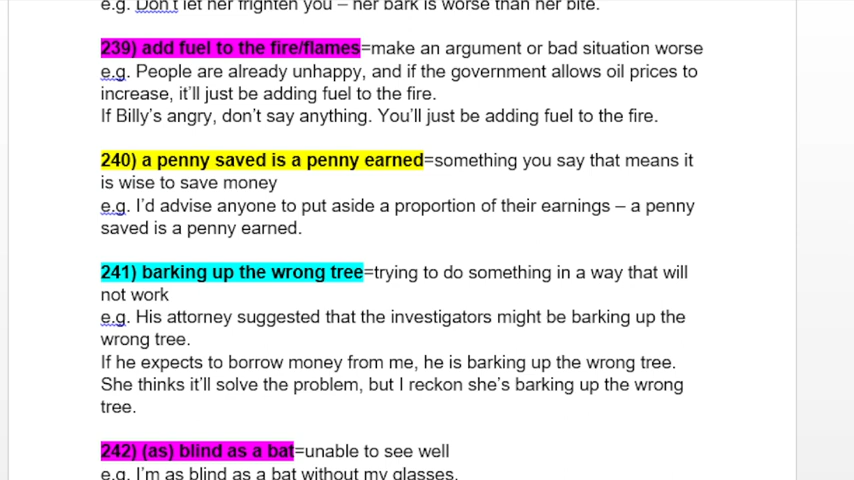 e.g. Don't let her frighten you – her bark is worse than her bite.
239) add fuel to the fire/flames=make an argument or bad situation worse
e.g. People are already unhappy, and if the government allows oil prices to
increase, it'll just be adding fuel to the fire.
If Billy's angry, don't say anything. You'll just be adding fuel to the fire.
240) a penny saved is a penny earned=something you say that means it
is wise to save money
e.g. I'd advise anyone to put aside a proportion of their earnings – a penny
saved is a penny earned.
241) barking up the wrong tree=trying to do something in a way that will
not work
e.g. His attorney suggested that the investigators might be barking up the
wrong tree.
If he expects to borrow money from me, he is barking up the wrong tree.
She thinks it'll solve the problem, but I reckon she's barking up the wrong
tree.
242) (as) blind as a bat=unable to see well
e.g. I'm as blind as a bat without my glasses.